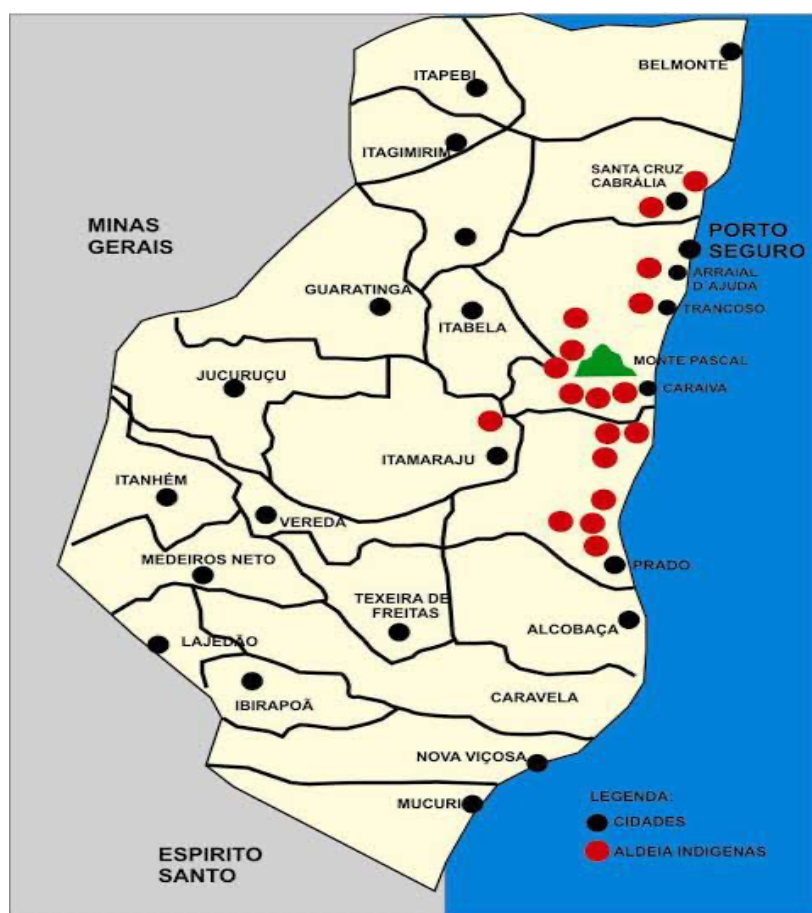 ITAPEBI
BELMONTE
ITAGIMIRIM
SANTA CRUZ
CABRÁLIA
MINAS
GERAIS
PORTO
SEGURO
ARRAIAL
D'AJUDA
GUARATINGA
TRANCOSO
ITABELA
MONTE PASCAL
JUCURUÇU
CARAIVA
ITAMARAJU
ITANHÉM
VEREDA
MEDEIROS NETO
PRADO
TEXEIRA DE
FREITAS
ALCOBAÇA
LAJEDÃO
IBIRAPOÃ
CARAVELA
NOVA VIÇOSA
MUCURI
LEGENDA:
CIDADES
ALDEIA INDIGENAS
ESPIRITO
SANTO